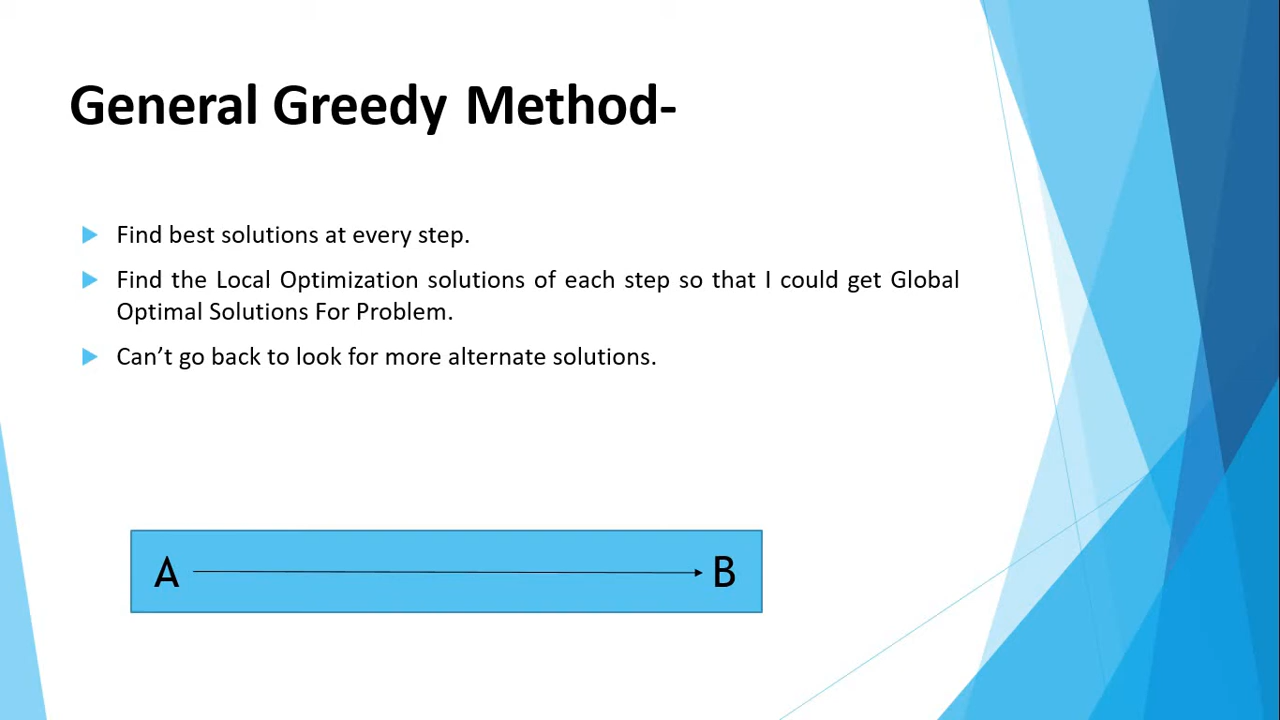 General Greedy Method-
Find best solutions at every step.
Find the Local Optimization solutions of each step so that I could get Global
Optimal Solutions For Problem.
Can’t go back to look for more alternate solutions.
A B